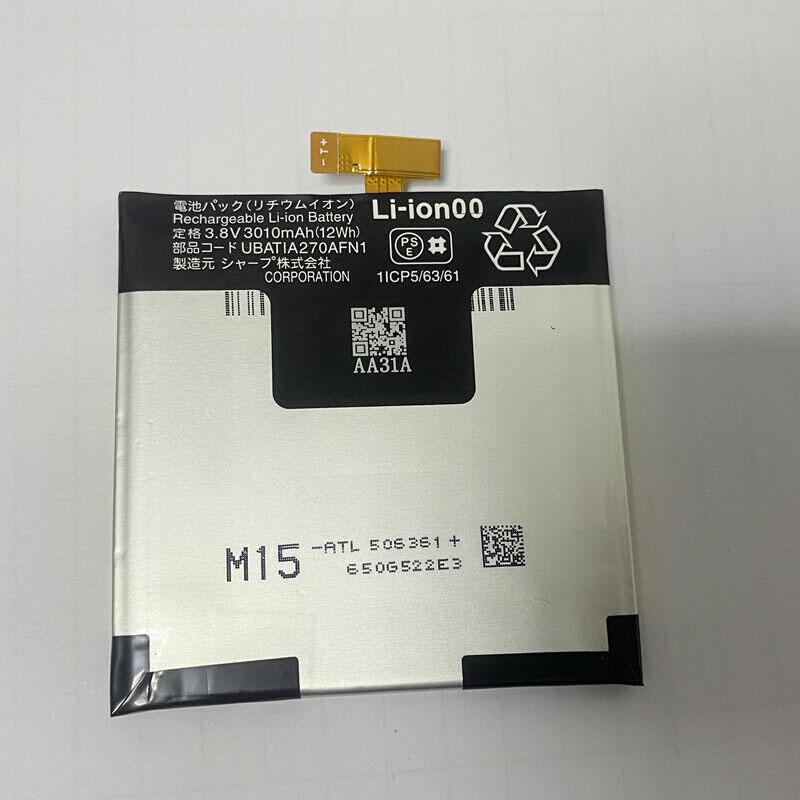 - T +
電池パック(リチウムイオン)
Rechargeable Li-ion Battery
定格 3.8V 3010mAh(12Wh)
部品コード UBATIA270AFN1
製造元 シャープ株式会社
CORPORATION
Li-ion00
PS
E
1ICP5/63/61
AA31A
M15
-ATL 506361 +
650G522E3